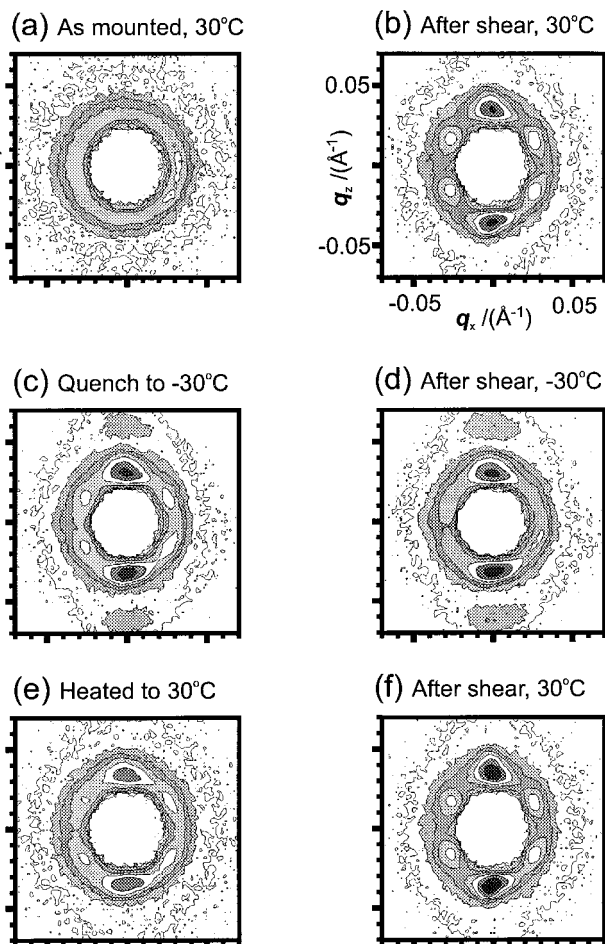 (a) As mounted, 30°C
(b) After shear, 30°C
0.05
q_z /(Å⁻¹)
-0.05
-0.05
0.05
q_x /(Å⁻¹)
(c) Quench to -30°C
(d) After shear, -30°C
(e) Heated to 30°C
(f) After shear, 30°C